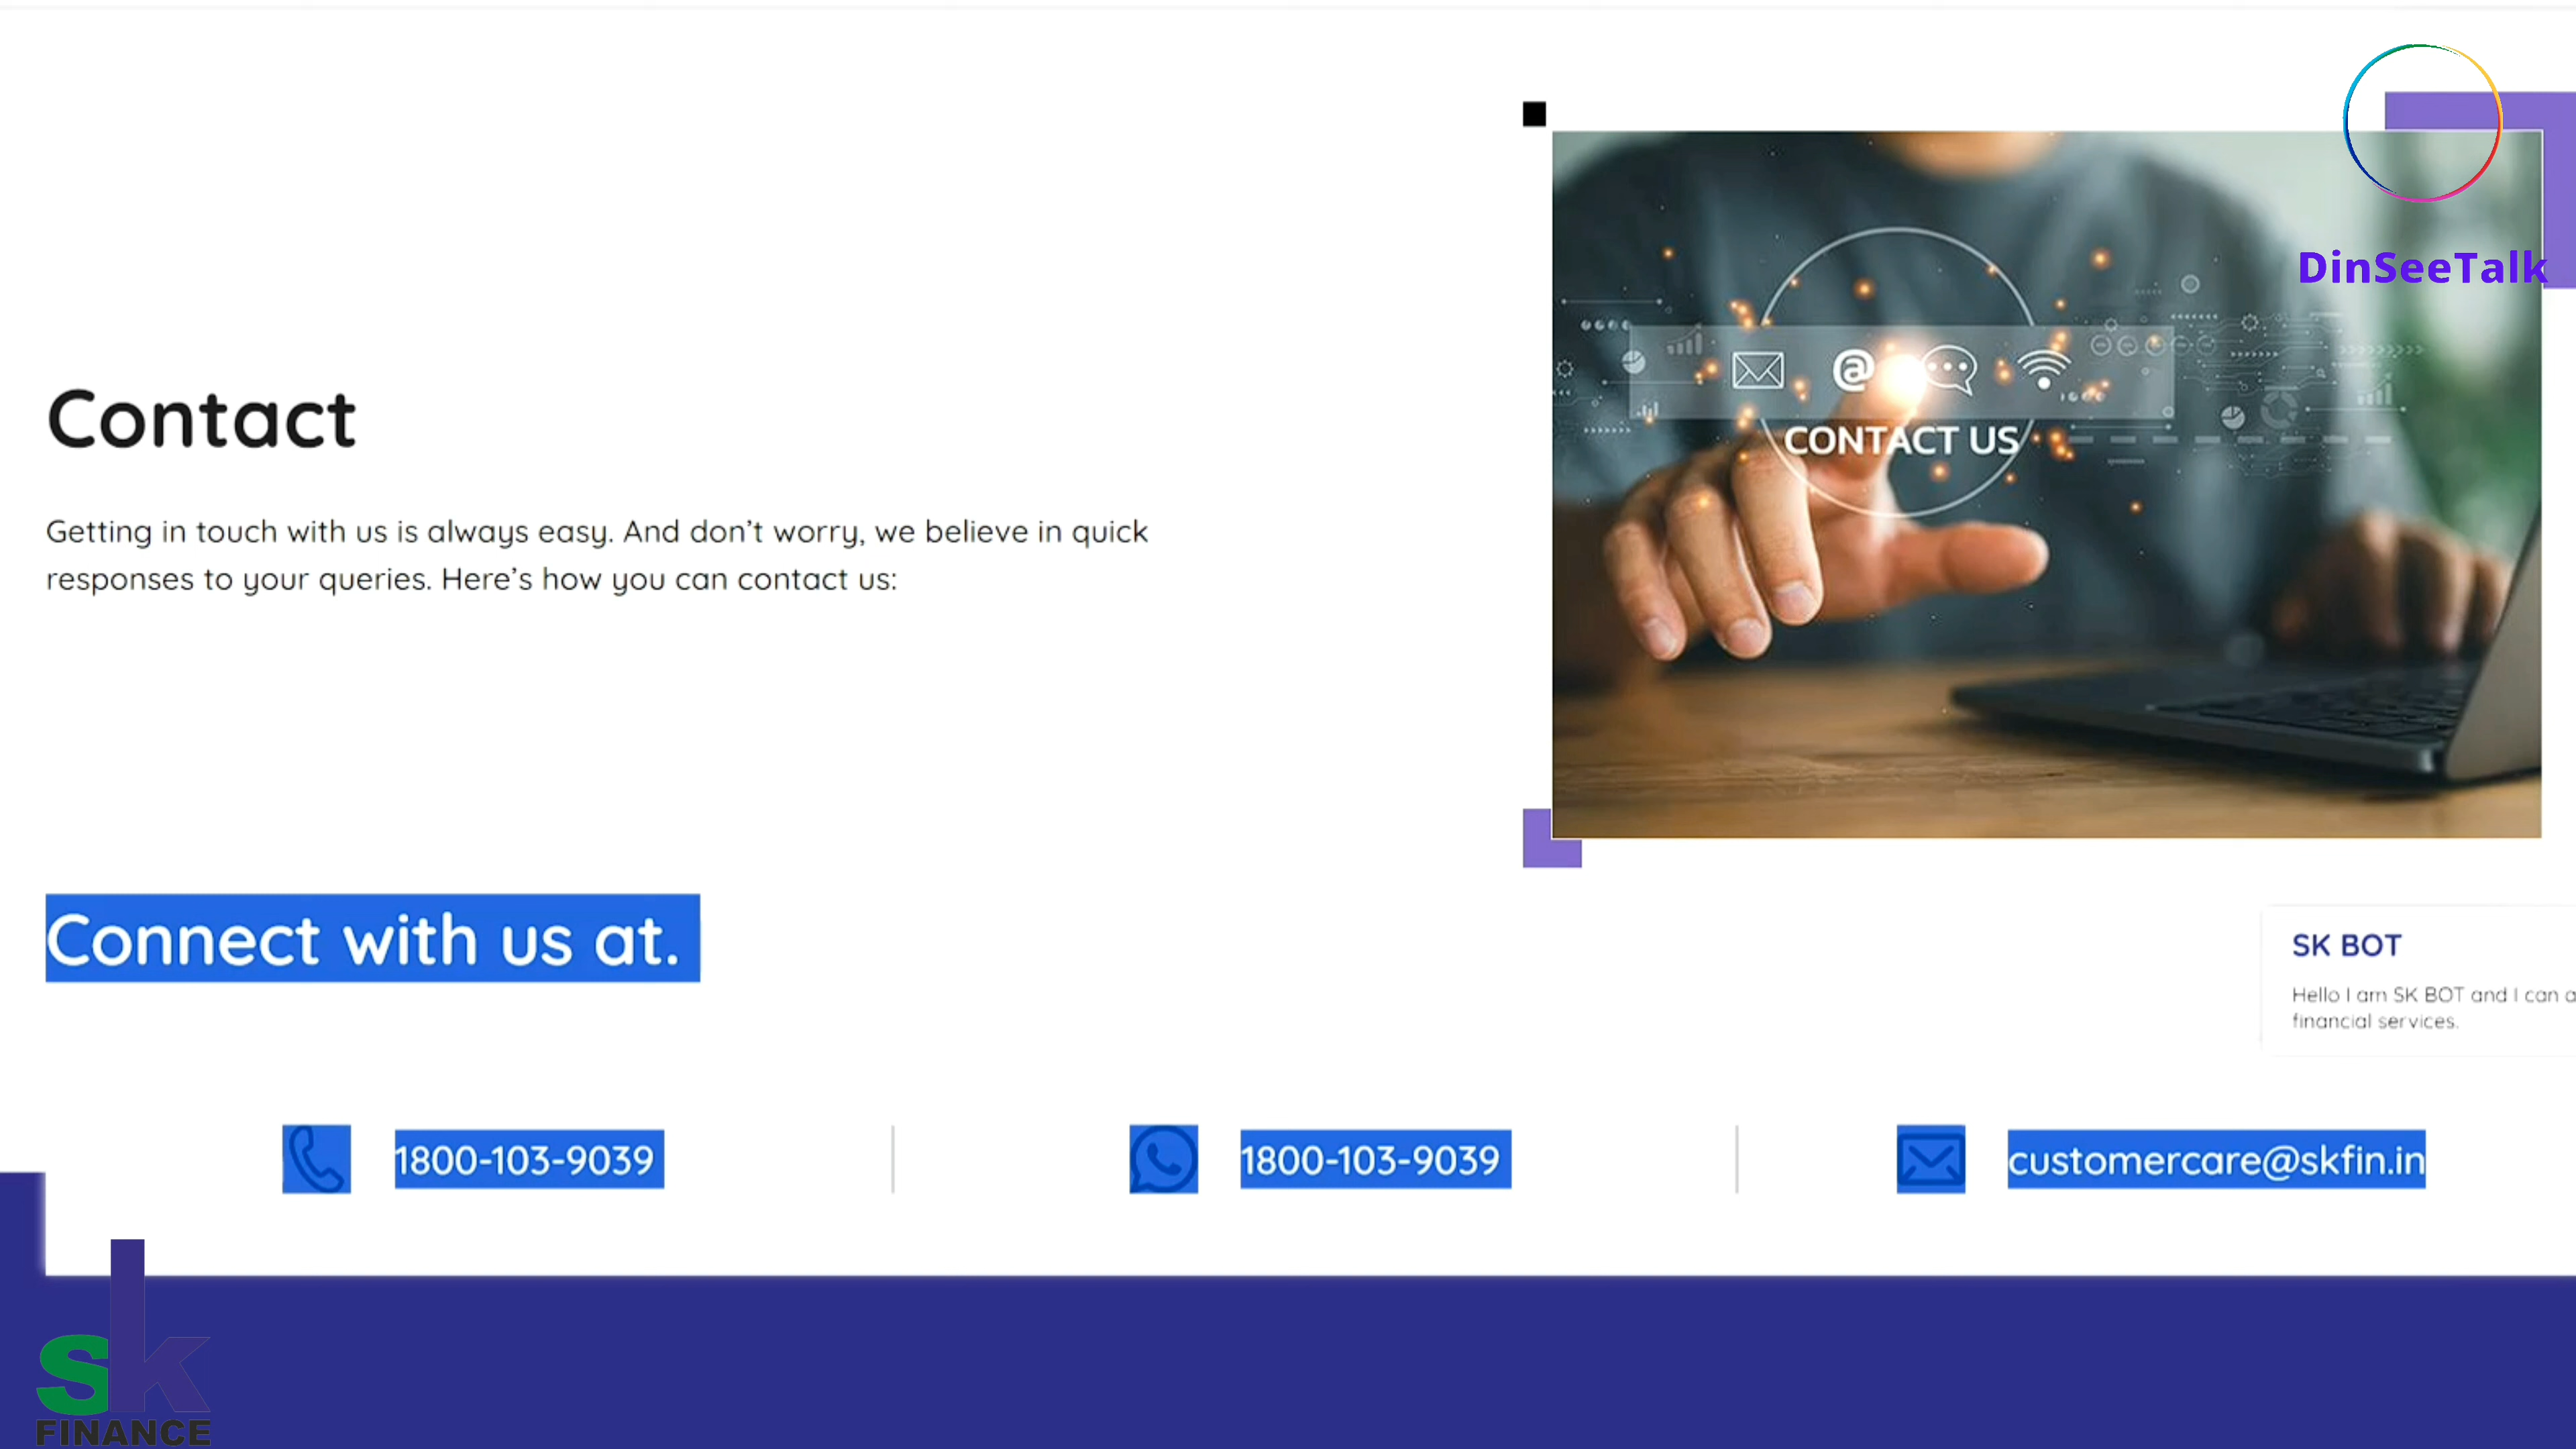 DinSeeTalk
CONTACT US
Contact
Getting in touch with us is always easy. And don’t worry, we believe in quick
responses to your queries. Here’s how you can contact us:
Connect with us at.
SK BOT
Hello I am SK BOT and I can
financial services.
1800-103-9039
1800-103-9039
customercare@skfin.in
sk
FINANCE